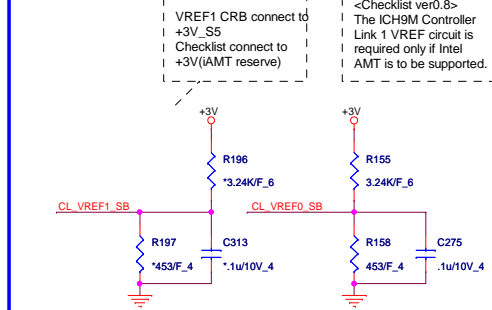 VREF1 CRB connect to
+3V_S5
Checklist connect to
+3V(iAMT reserve)
<Checklist ver0.8>
The ICH9M Controller
Link 1 VREF circuit is
required only if Intel
AMT is to be supported.
+3V
R196
*3.24K/F_6
CL_VREF1_SB
R197
*453/F_4
C313
*.1u/10V_4
+3V
R155
3.24K/F_6
CL_VREF0_SB
R158
453/F_4
C275
.1u/10V_4